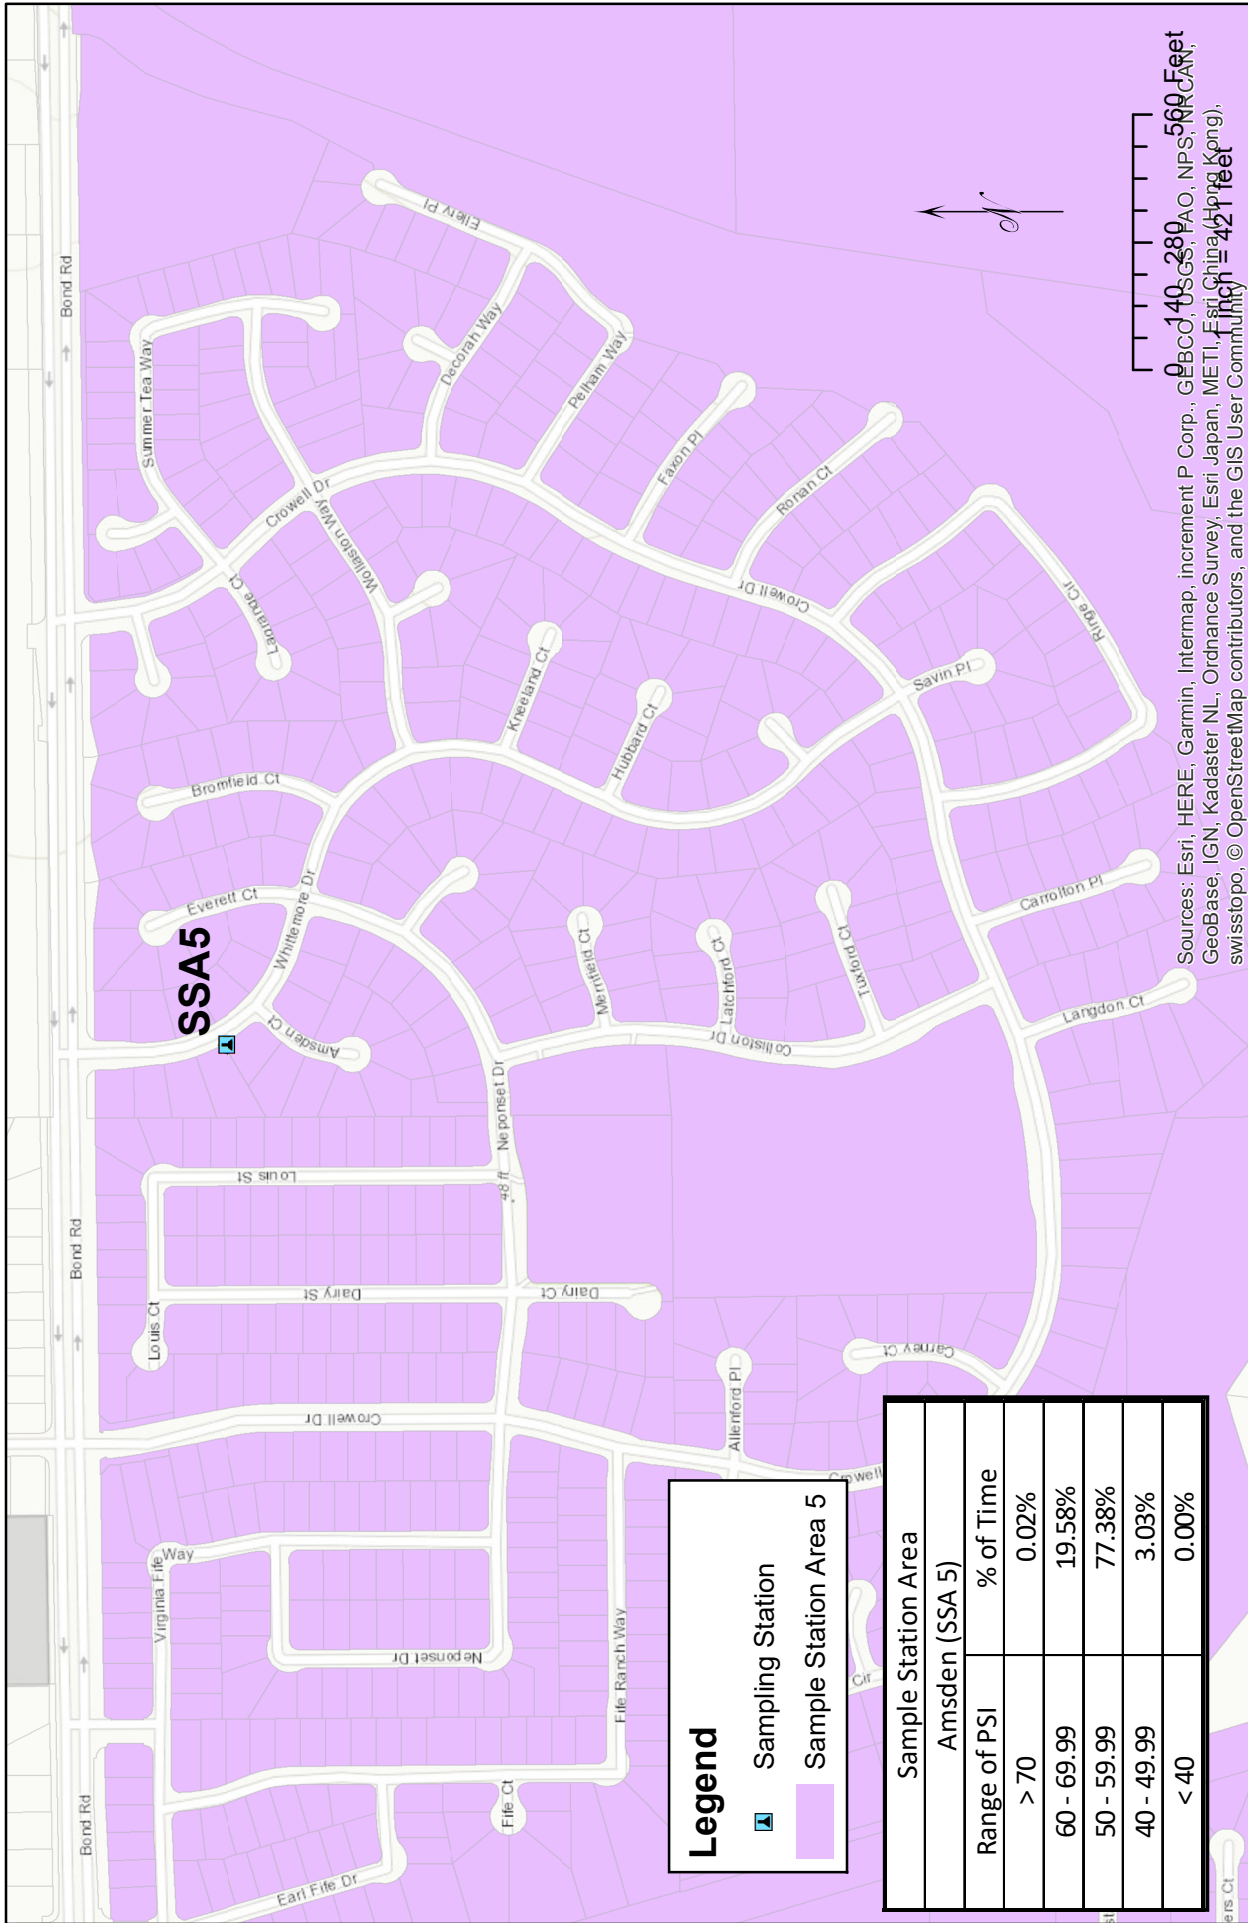 Bond Rd
Bond Rd
Bond Rd
Summer Tea Way
Ellery Pl
Decorah Way
Pelham Way
Crowell Dr
Wollaston Way
Lagrange Ct
Faxon Pl
Ronan Ct
Kneeland Ct
Hubbard Ct
Crowell Dr
Ringe Cir
Savin Pl
Bromfield Ct
Everett Ct
Whittemore Dr
SSA5
Amsden Ct
Merrifield Ct
Latchford Ct
Tuxford Ct
Colliston Dr
Carrolton Pl
Langdon Ct
Neponset Dr
48 ft
Louis St
Dairy St
Dairy Ct
Louis Ct
Crowell Dr
Allenford Pl
Carney Ct
Crowell
Virginia Fife Way
Neponset Dr
Fife Ranch Way
Cir
Fife Ct
Earl Fife Dr
st
ers Ct
Legend
Sampling Station
Sample Station Area 5
Sample Station Area
Amsden (SSA 5)
Range of PSI % of Time
> 70 0.02%
60 - 69.99 19.58%
50 - 59.99 77.38%
40 - 49.99 3.03%
< 40 0.00%
N
0 140 280 560 Feet
1 inch = 421 feet
Sources: Esri, HERE, Garmin, Intermap, increment P Corp., GEBCO, USGS, FAO, NPS, NRCAN,
GeoBase, IGN, Kadaster NL, Ordnance Survey, Esri Japan, METI, Esri China (Hong Kong),
swisstopo, © OpenStreetMap contributors, and the GIS User Community